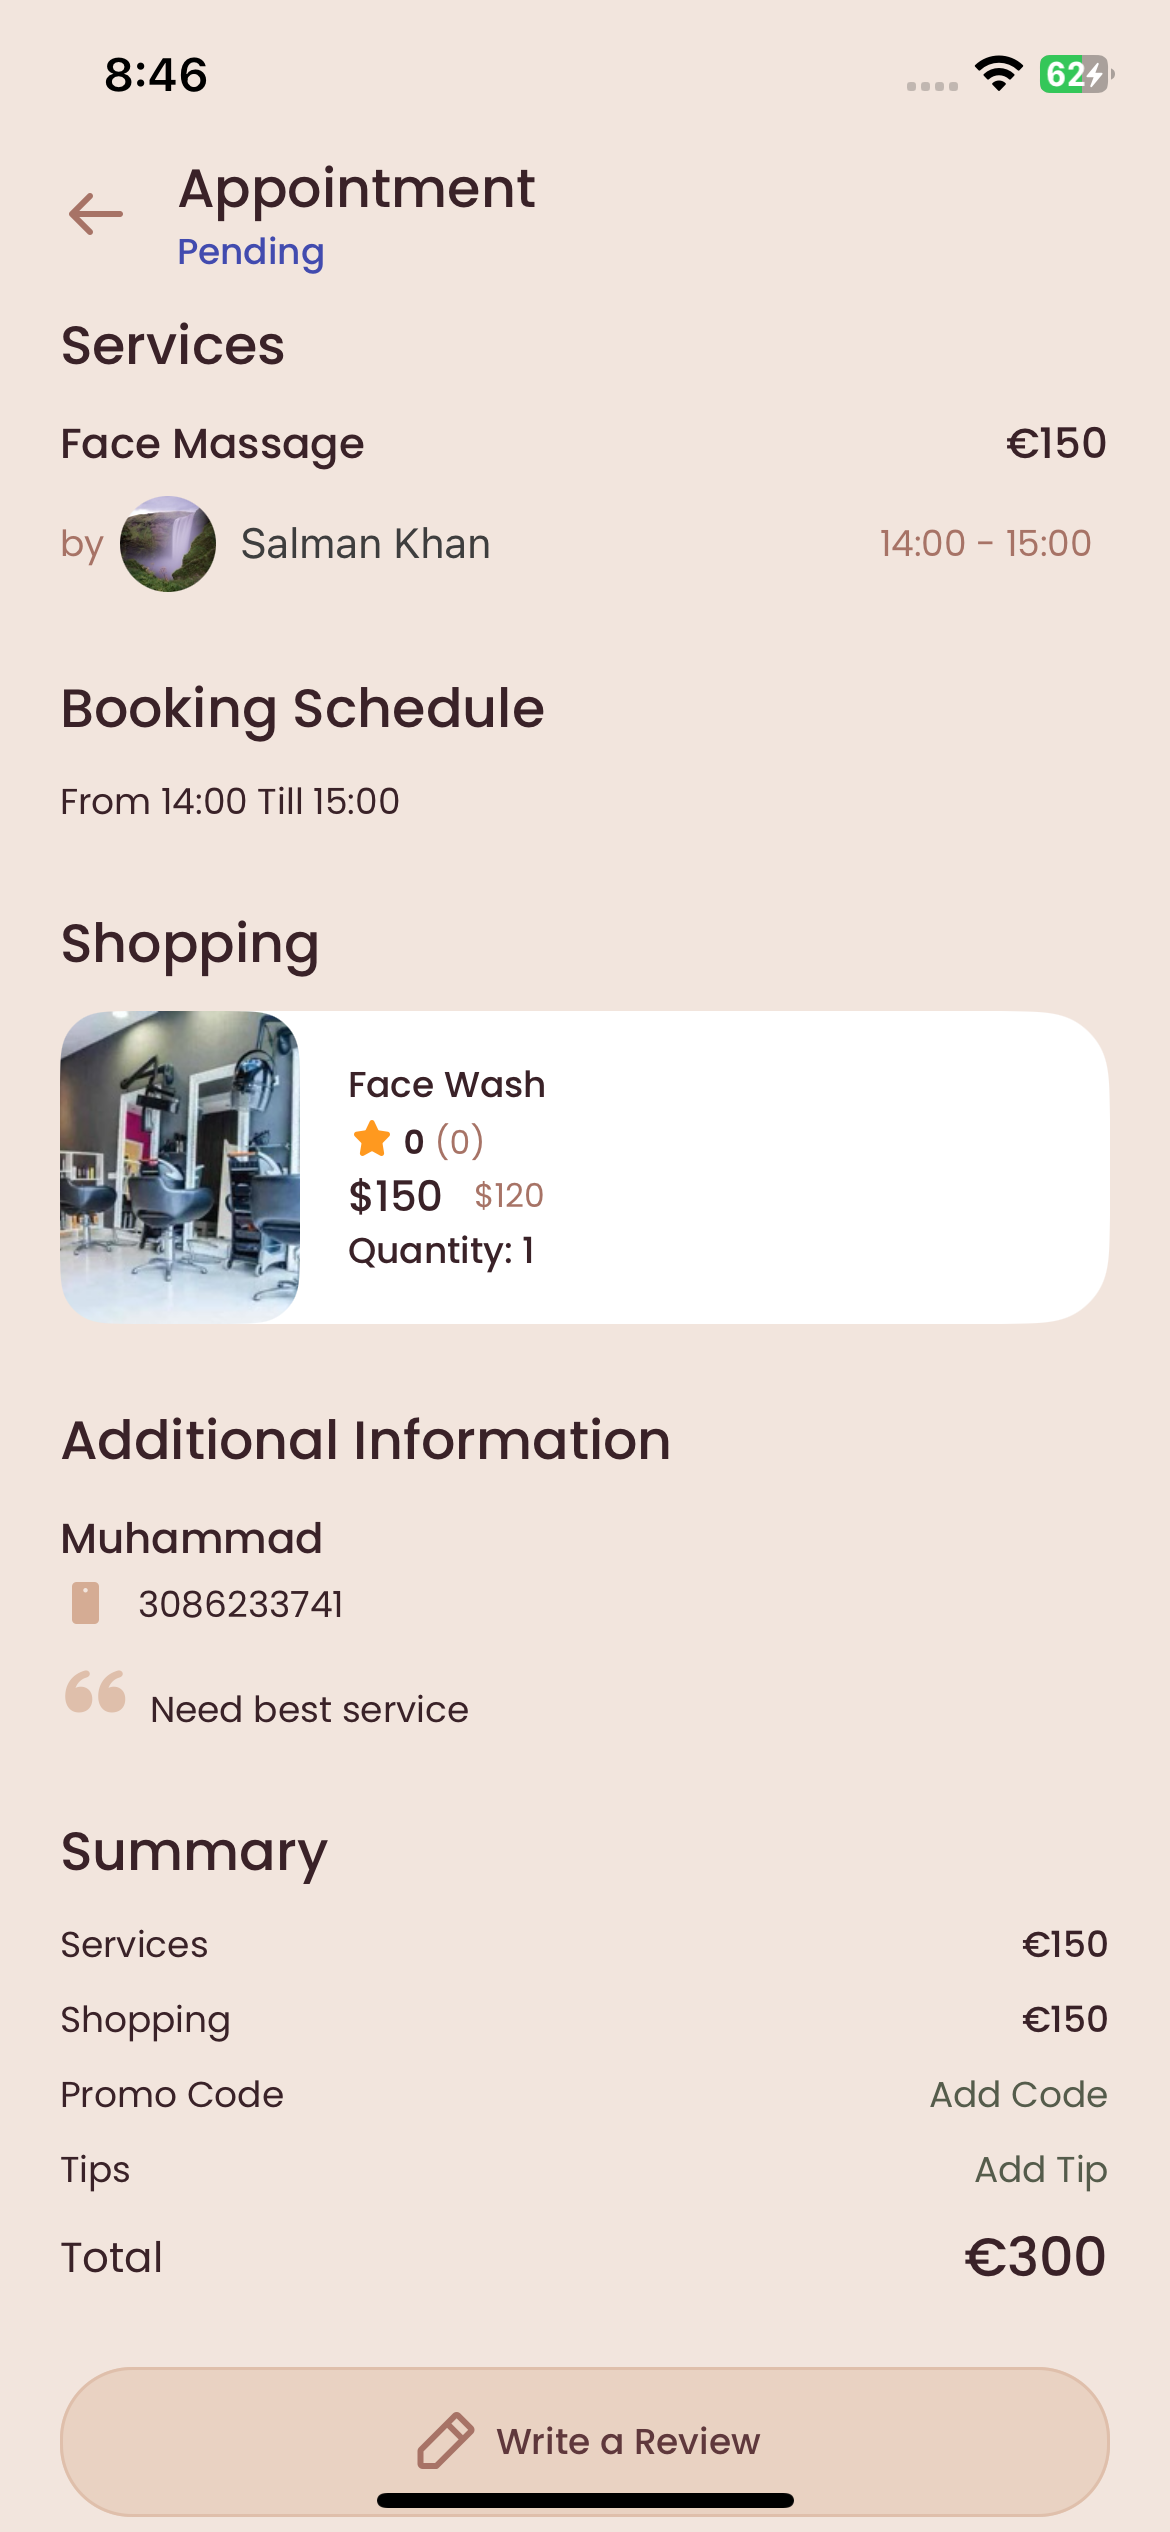 8:46
62
Appointment
Pending
Services
Face Massage €150
by Salman Khan 14:00 - 15:00
Booking Schedule
From 14:00 Till 15:00
Shopping
Face Wash
0 (0)
$150 $120
Quantity: 1
Additional Information
Muhammad
3086233741
Need best service
Summary
Services €150
Shopping €150
Promo Code Add Code
Tips Add Tip
Total €300
Write a Review